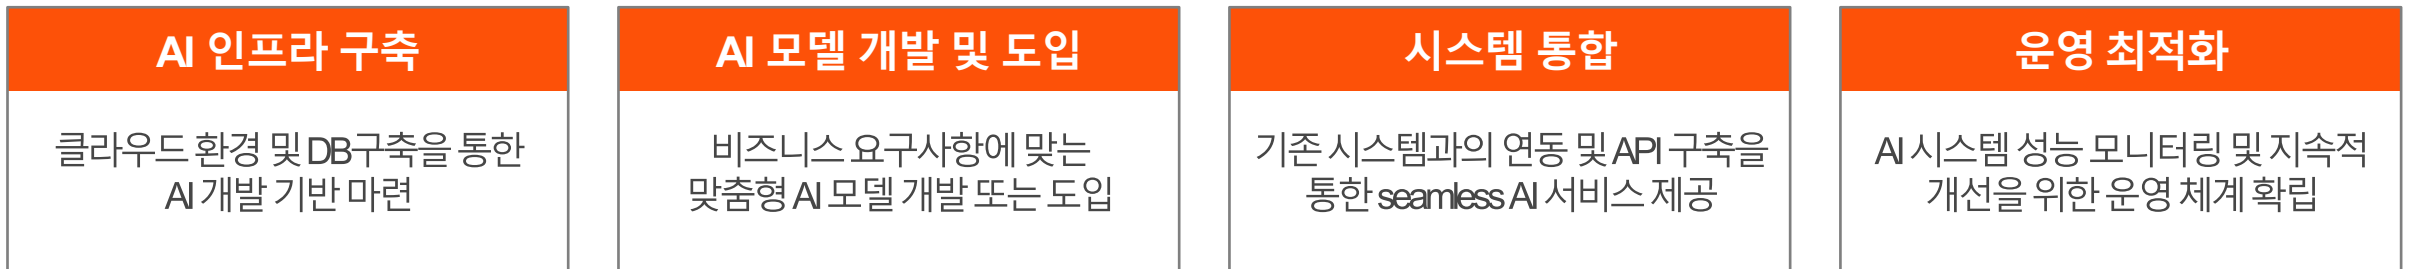 AI 인프라 구축
클라우드 환경 및 DB구축을 통한
AI 개발 기반 마련
AI 모델 개발 및 도입
비즈니스 요구사항에 맞는
맞춤형 AI 모델 개발 또는 도입
시스템 통합
기존 시스템과의 연동 및 API 구축을
통한 seamless AI 서비스 제공
운영 최적화
AI 시스템 성능 모니터링 및 지속적
개선을 위한 운영 체계 확립